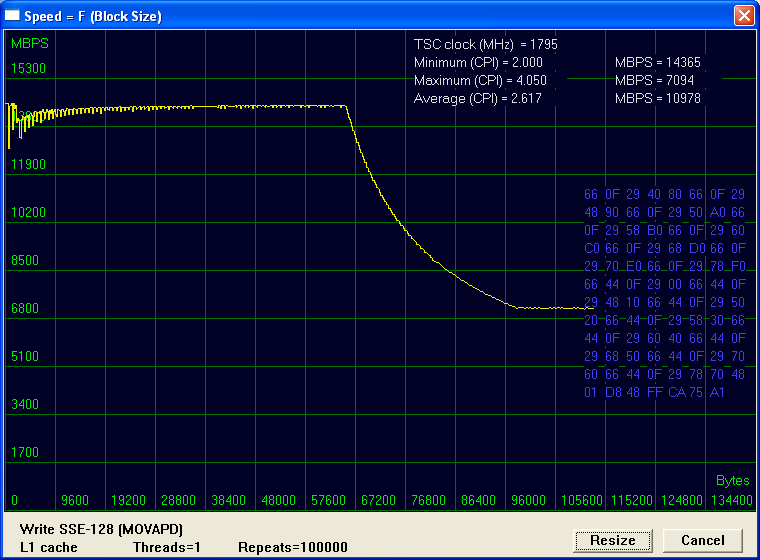 Speed = F (Block Size)
MBPS
TSC clock (MHz) = 1795
Minimum (CPI) = 2.000 MBPS = 14365
Maximum (CPI) = 4.050 MBPS = 7094
Average (CPI) = 2.617 MBPS = 10978
15300
11900
10200
8500
6800
5100
3400
1700
66 0F 29 40 80 66 0F 29
48 90 66 0F 29 50 A0 66
0F 29 58 B0 66 0F 29 60
C0 66 0F 29 68 D0 66 0F
29 70 E0 66 0F 29 78 F0
66 44 0F 29 00 66 44 0F
29 48 10 66 44 0F 29 50
20 66 44 0F 29 58 30 66
44 0F 29 60 40 66 44 0F
29 68 50 66 44 0F 29 70
60 66 44 0F 29 78 70 48
01 D8 48 FF CA 75 A1
Bytes
0 9600 19200 28800 38400 48000 57600 67200 76800 86400 96000 105600 115200 124800 134400
Write SSE-128 (MOVAPD)
L1 cache Threads=1 Repeats=100000
Resize Cancel